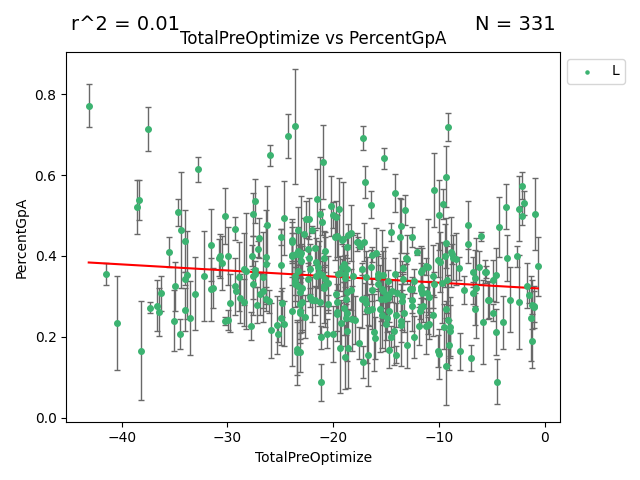 r^2 = 0.01
N = 331
TotalPreOptimize vs PercentGpA
L
0.8
0.6
0.4
0.2
0.0
PercentGpA
−40
−30
−20
−10
0
TotalPreOptimize